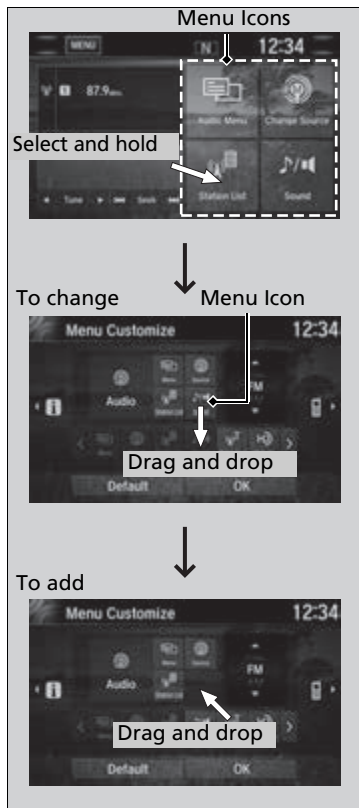 Menu Icons
MENU
N
12:34
87.9
Audio Menu
Change Source
Select and hold
Station List
Sound
Tune
Seek
To change
Menu Icon
Menu Customize
12:34
Audio
FM
Drag and drop
Default
OK
To add
Menu Customize
12:34
Audio
FM
Drag and drop
Default
OK